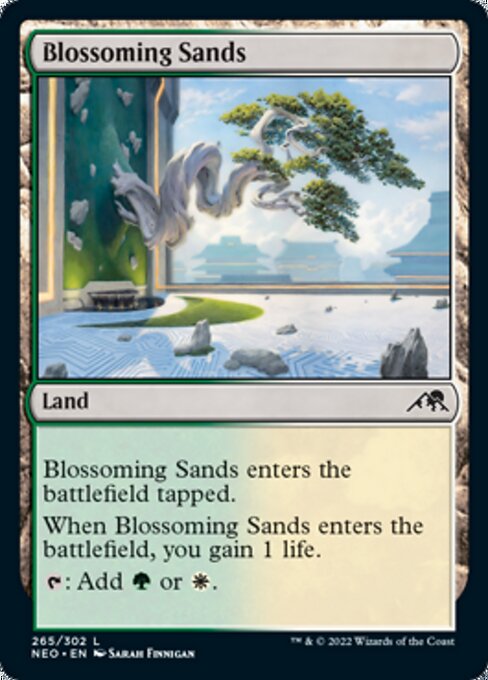 Blossoming Sands
Land
Blossoming Sands enters the
battlefield tapped.
When Blossoming Sands enters the
battlefield, you gain 1 life.
: Add or .
265/302 L
NEO • EN Sarah Finnigan
™ & © 2022 Wizards of the Coast